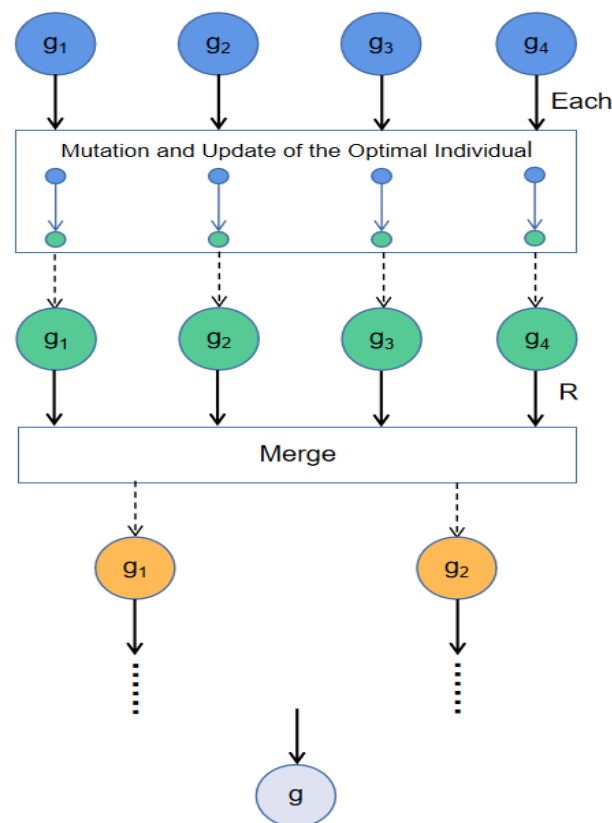 g₁ g₂ g₃ g₄
Each
Mutation and Update of the Optimal Individual
g₁ g₂ g₃ g₄
R
Merge
g₁ g₂
g